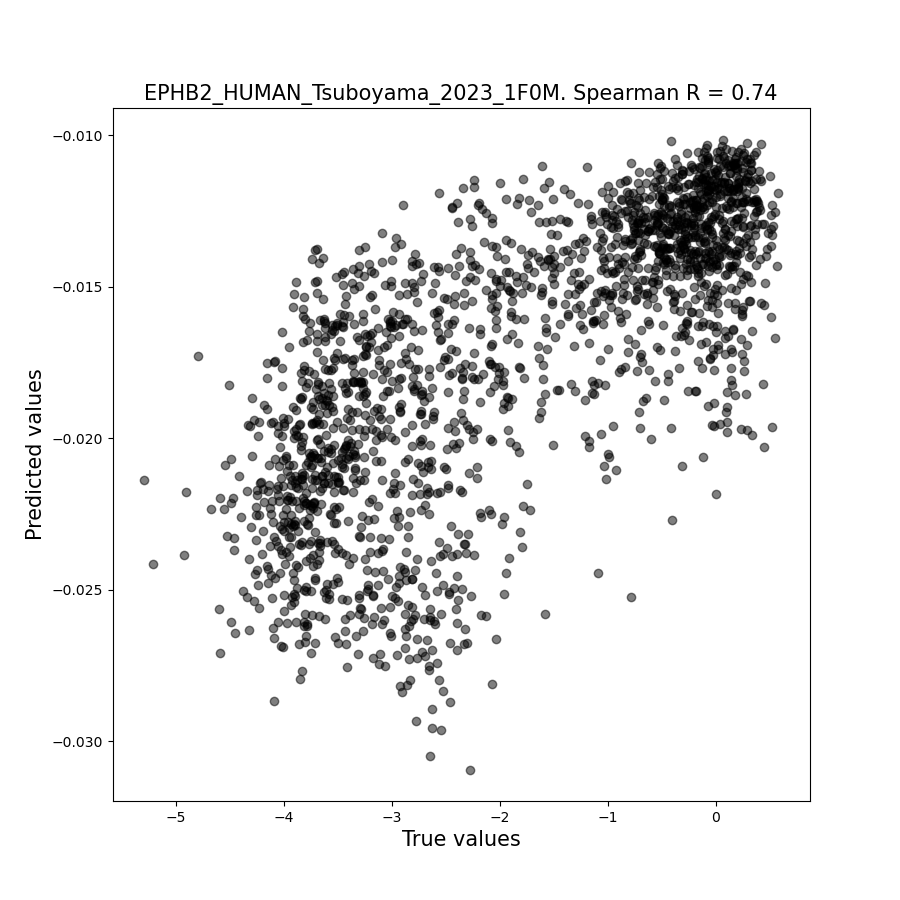 EPHB2_HUMAN_Tsuboyama_2023_1F0M. Spearman R = 0.74
−0.010
−0.015
−0.020
−0.025
−0.030
Predicted values
−5 −4 −3 −2 −1 0
True values